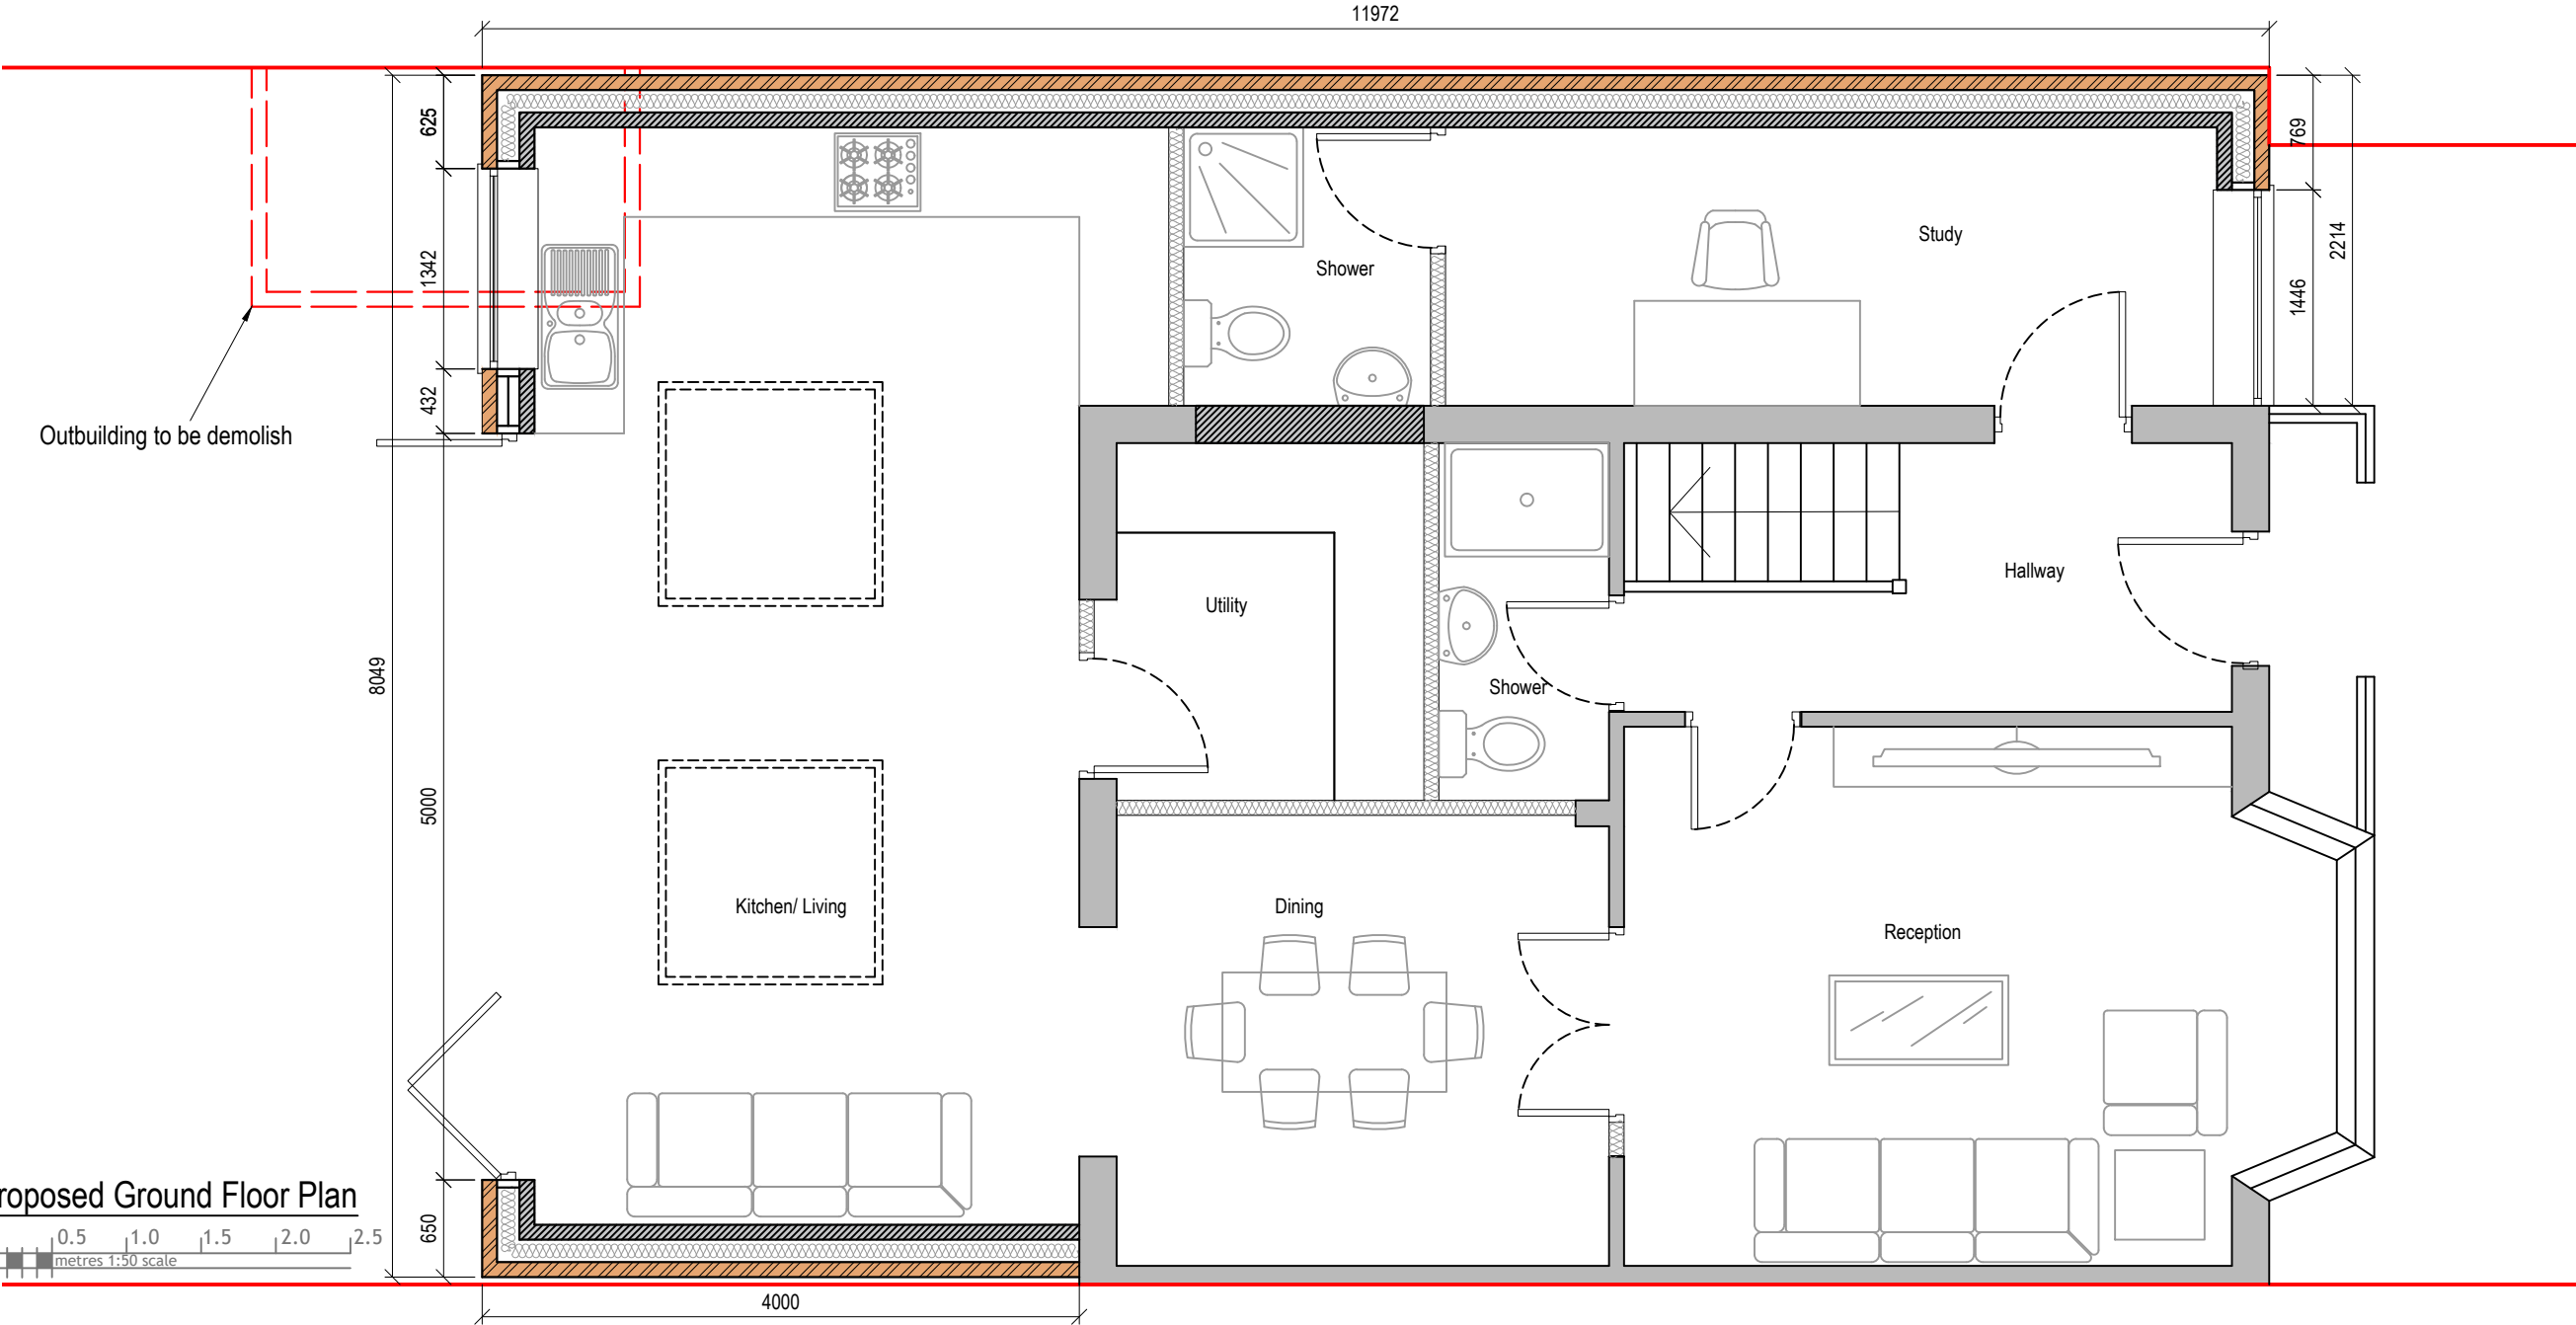 11972
625
769
1342
Study
2214
Shower
1446
432
Outbuilding to be demolish
Hallway
Utility
8049
Shower
5000
Kitchen/ Living
Dining
Reception
roposed Ground Floor Plan
650
0.5 1.0 1.5 2.0 2.5
metres 1:50 scale
4000